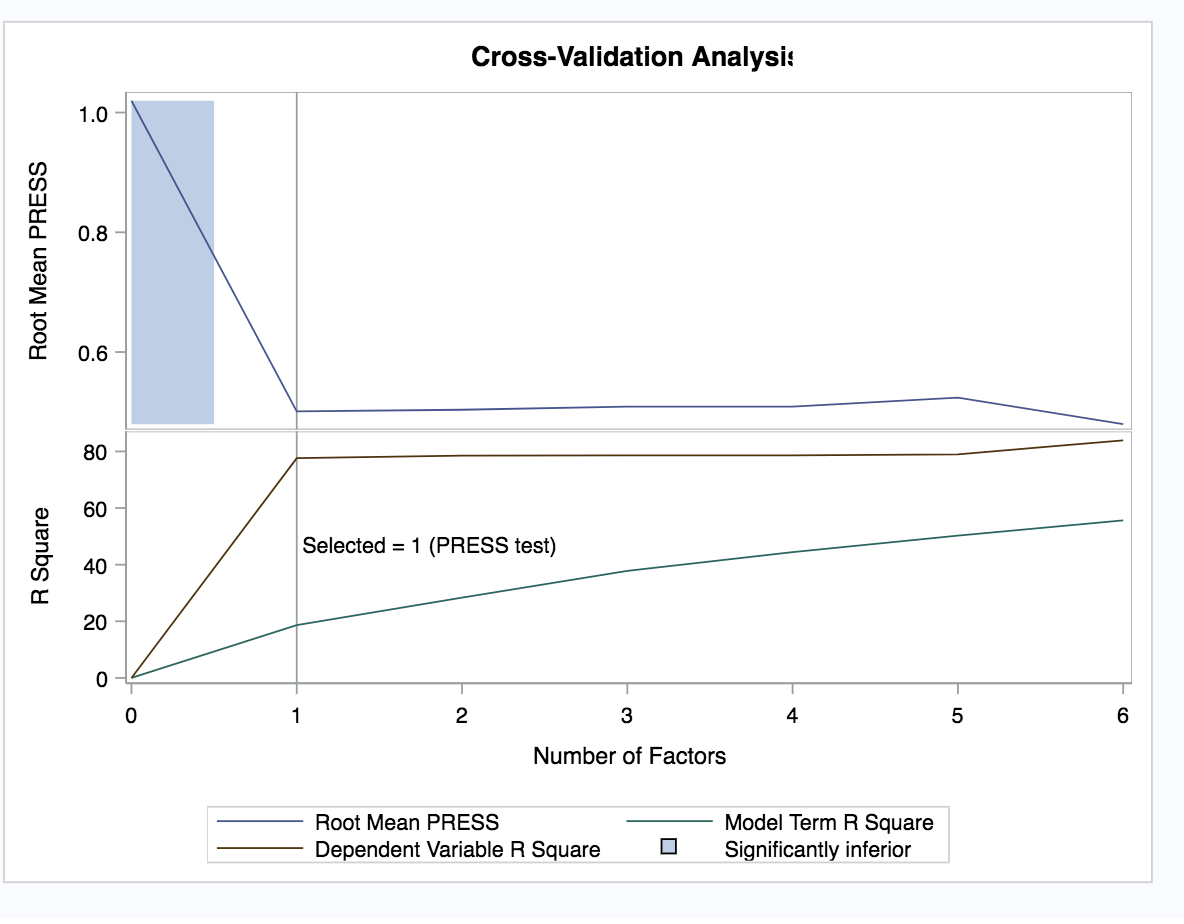 Cross-Validation Analysis
Root Mean PRESS
1.0
0.8
0.6
R Square
80
60
40
20
0
Selected = 1 (PRESS test)
0 1 2 3 4 5 6
Number of Factors
Root Mean PRESS Model Term R Square
Dependent Variable R Square Significantly inferior